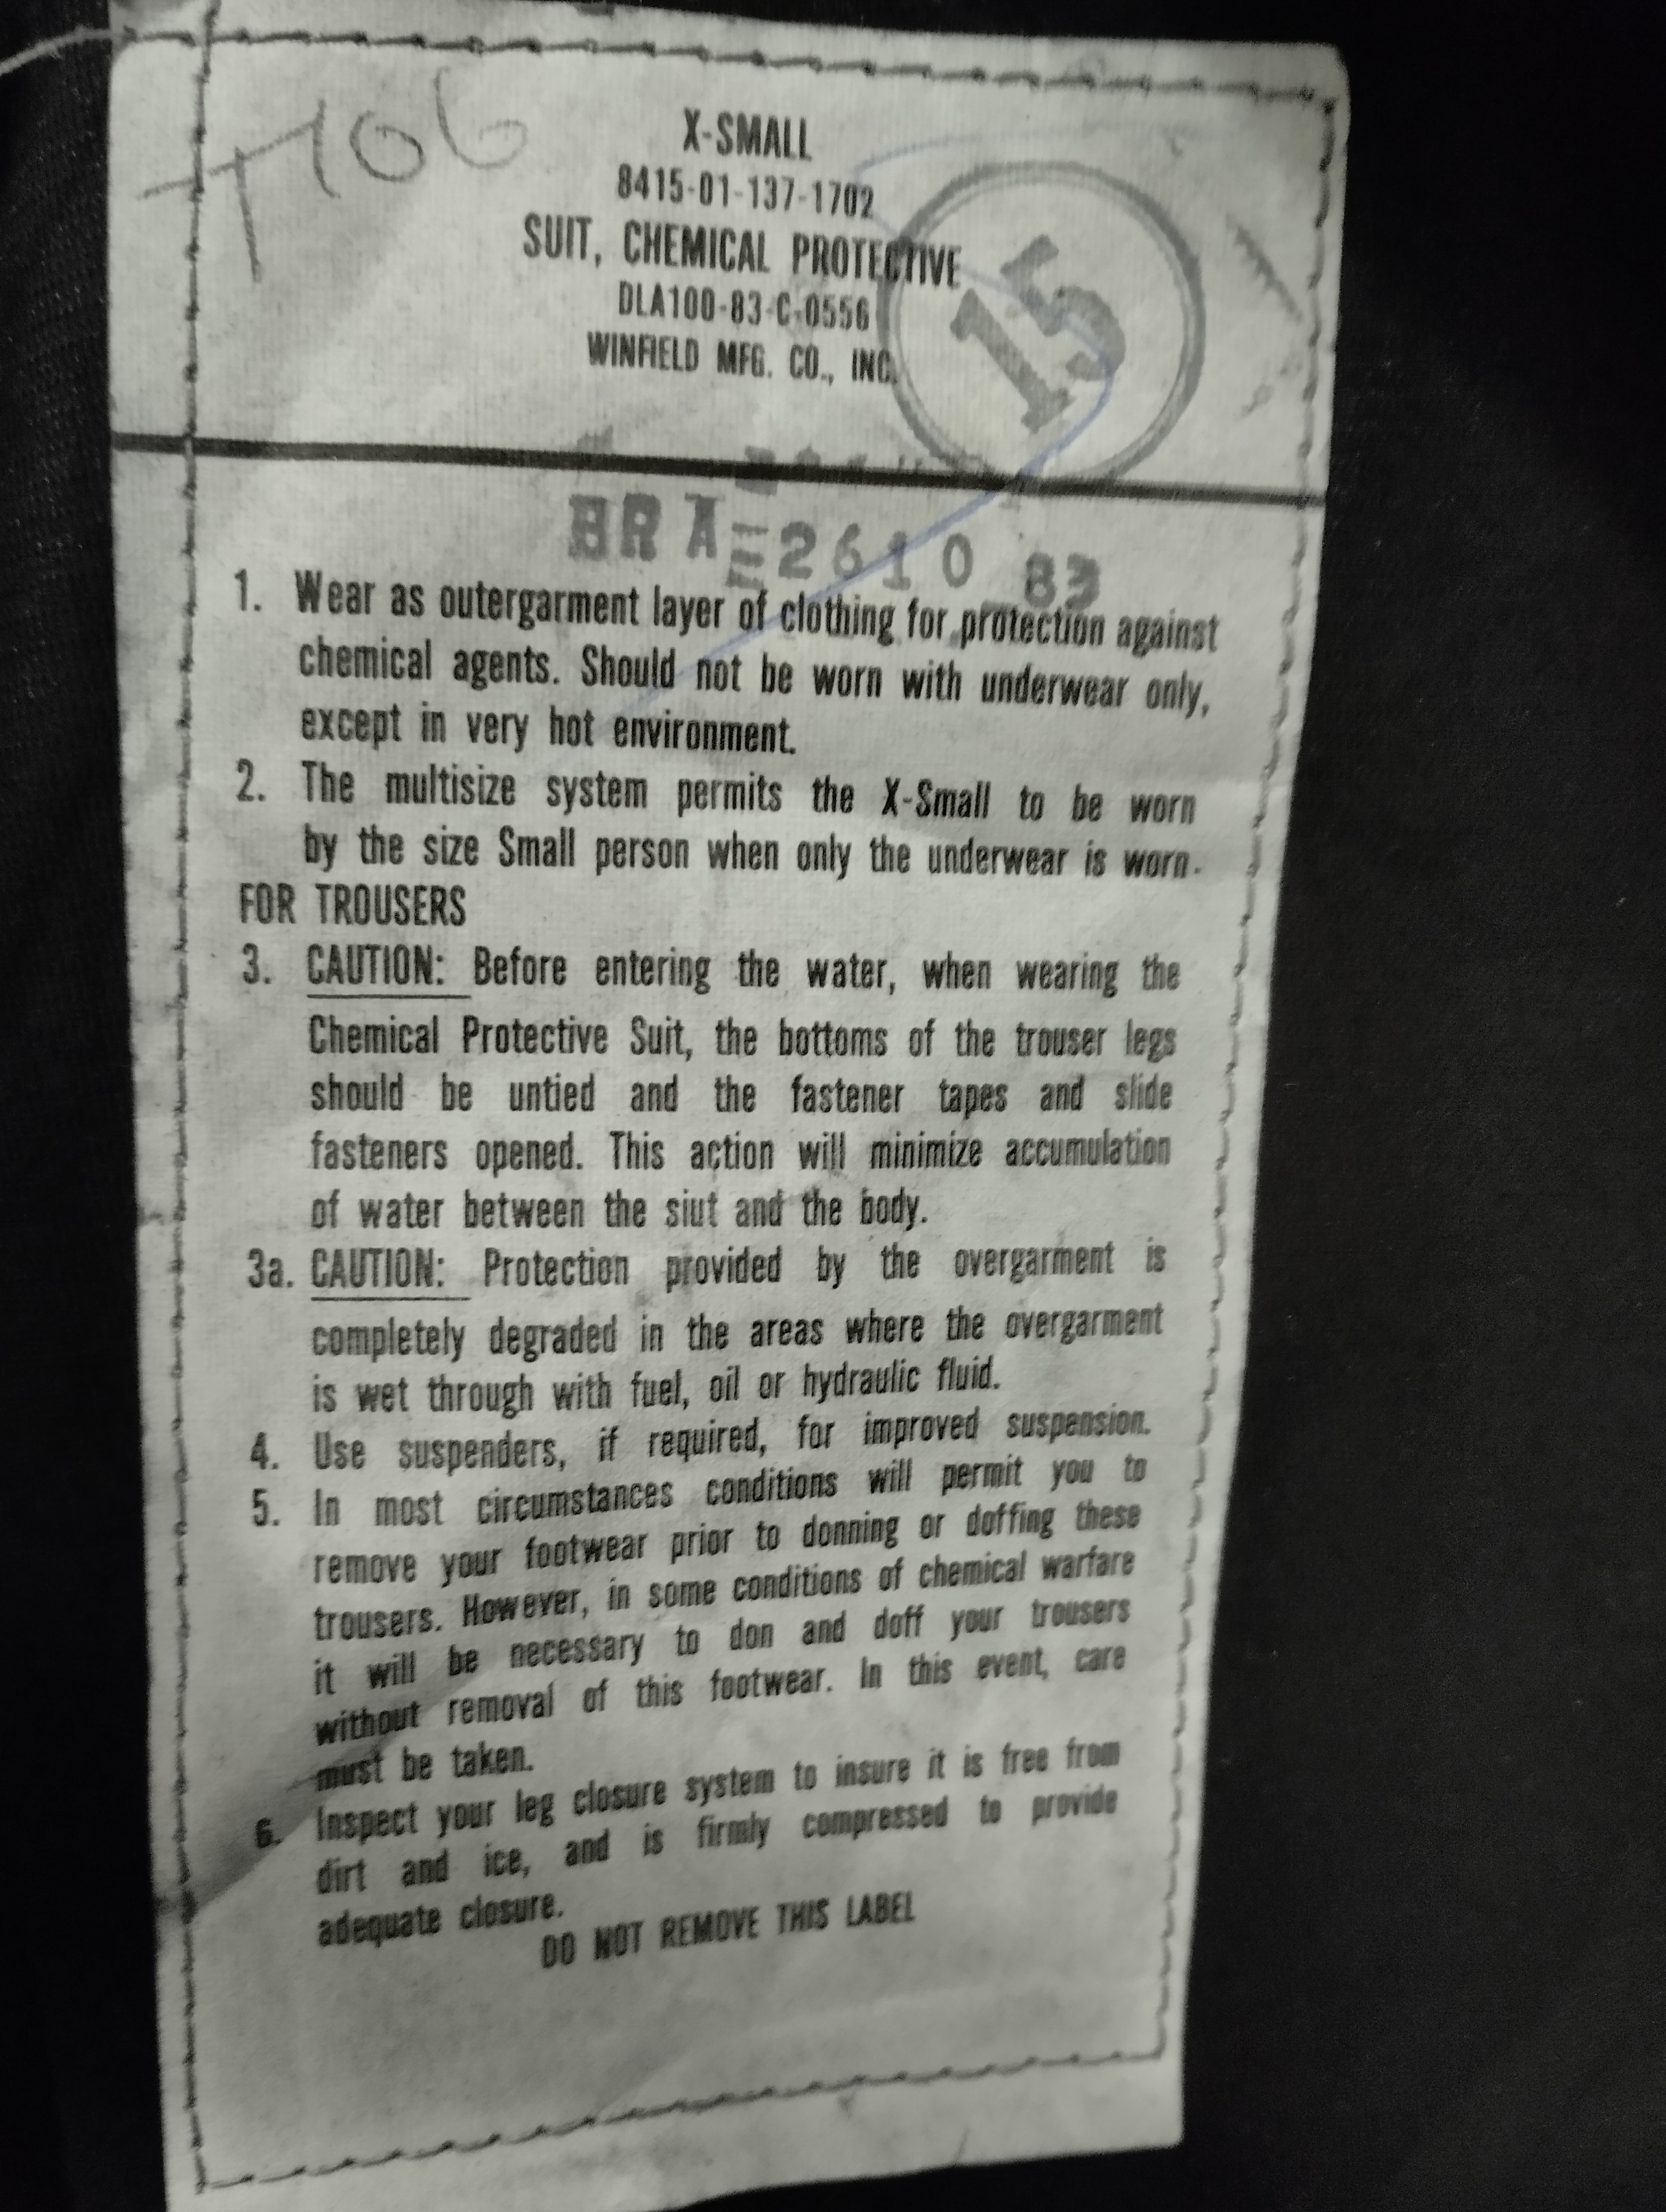 7106
X-SMALL
8415-01-137-1702
SUIT, CHEMICAL PROTECTIVE
DLA100-83-C-0556
WINFIELD MFG. CO., INC.
15
BRA 2610 83
1. Wear as outergarment layer of clothing for protection against
chemical agents. Should not be worn with underwear only,
except in very hot environment.
2. The multisize system permits the X-Small to be worn
by the size Small person when only the underwear is worn.
FOR TROUSERS
3. CAUTION: Before entering the water, when wearing the
Chemical Protective Suit, the bottoms of the trouser legs
should be untied and the fastener tapes and slide
fasteners opened. This action will minimize accumulation
of water between the siut and the body.
3a. CAUTION: Protection provided by the overgarment is
completely degraded in the areas where the overgarment
is wet through with fuel, oil or hydraulic fluid.
4. Use suspenders, if required, for improved suspension.
5. In most circumstances conditions will permit you to
remove your footwear prior to donning or doffing these
trousers. However, in some conditions of chemical warfare
it will be necessary to don and doff your trousers
without removal of this footwear. In this event, care
must be taken.
6. Inspect your leg closure system to insure it is free from
dirt and ice, and is firmly compressed to provide
adequate closure.
DO NOT REMOVE THIS LABEL